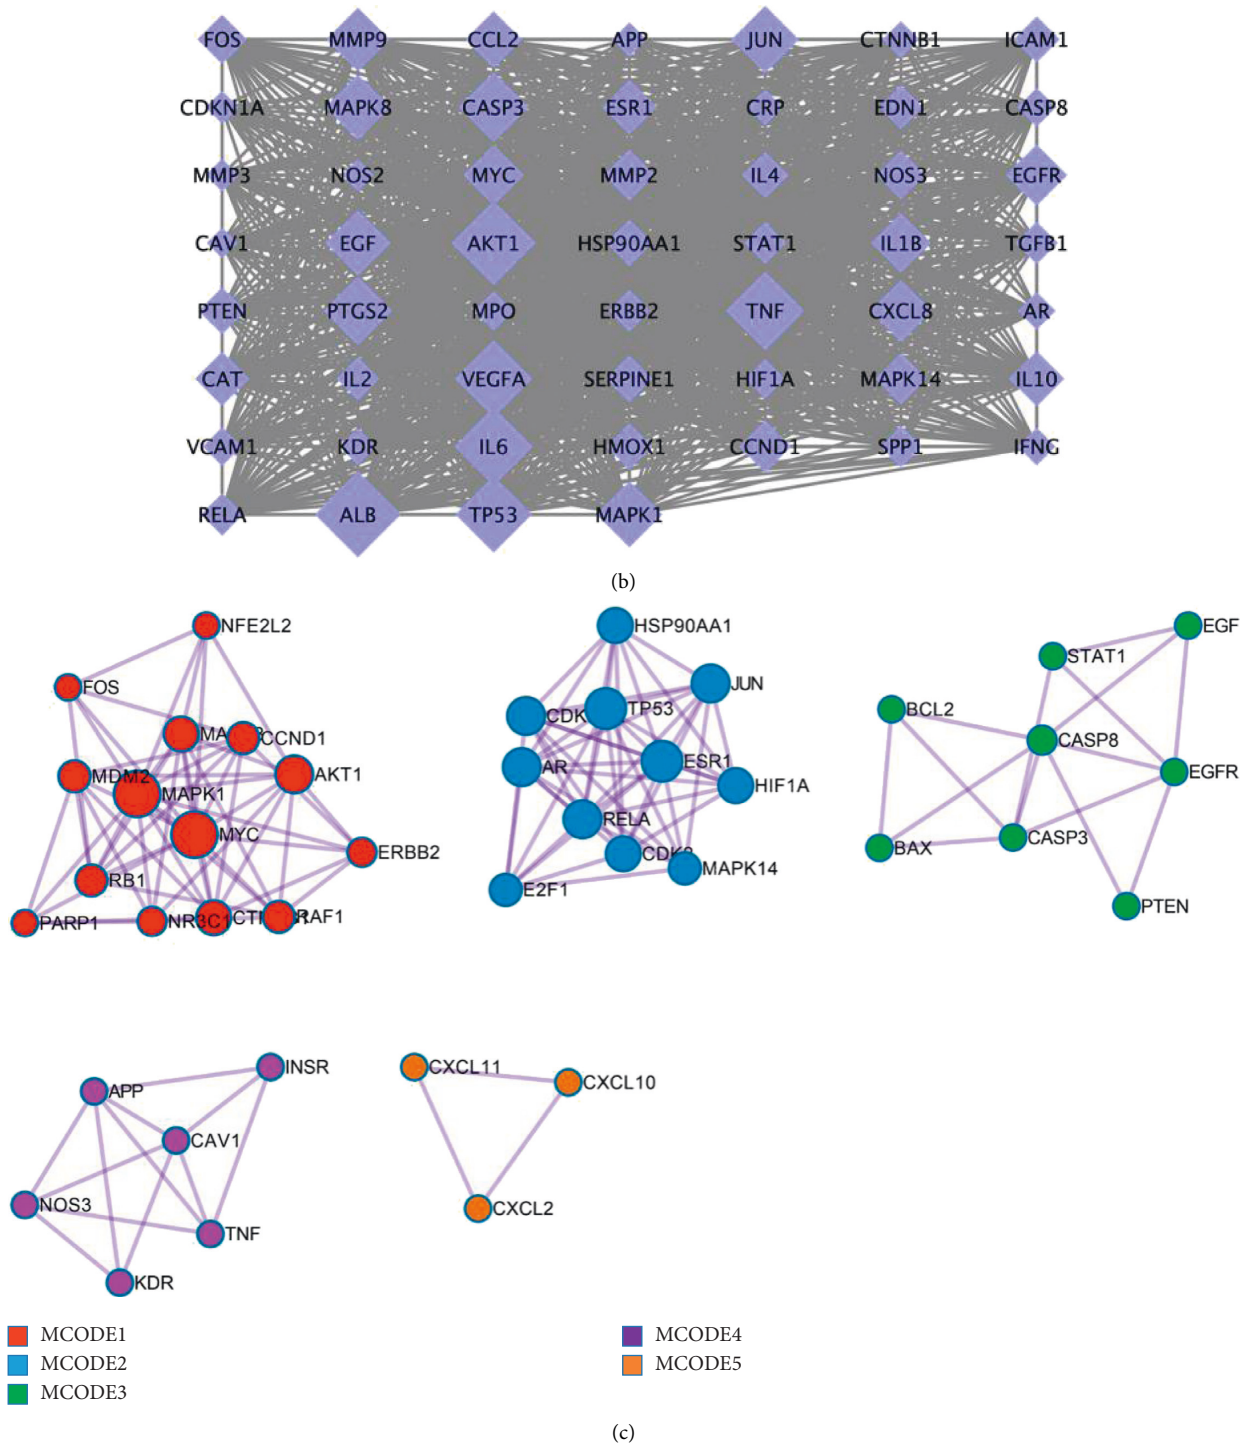 FOS MMP9 CCL2 APP JUN CTNNB1 ICAM1
CDKN1A MAPK8 CASP3 ESR1 CRP EDN1 CASP8
MMP3 NOS2 MYC MMP2 IL4 NOS3 EGFR
CAV1 EGF AKT1 HSP90AA1 STAT1 IL1B TGFB1
PTEN PTGS2 MPO ERBB2 TNF CXCL8 AR
CAT IL2 VEGFA SERPINE1 HIF1A MAPK14 IL10
VCAM1 KDR IL6 HMOX1 CCND1 SPP1 IFNG
RELA ALB TP53 MAPK1
(b)
NFE2L2
FOS
CCND1
MDM2
AKT1
MAPK1
MYC
ERBB2
RB1
PARP1
NR3C1
RAF1
HSP90AA1
JUN
TP53
ESR1
AR
HIF1A
RELA
MAPK14
E2F1
EGF
STAT1
BCL2
CASP8
EGFR
CASP3
BAX
PTEN
INSR
APP
CAV1
NOS3
TNF
KDR
CXCL11
CXCL10
CXCL2
MCODE1
MCODE2
MCODE3
MCODE4
MCODE5
(c)